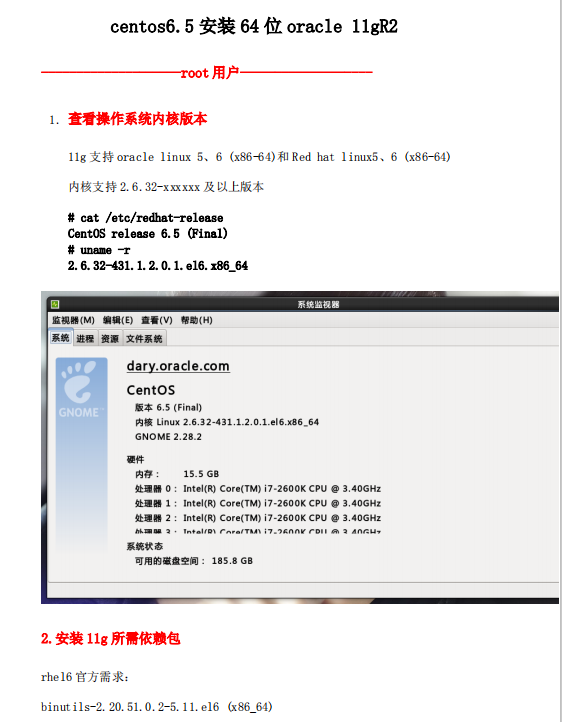 centos6.5 安装 64 位 oracle 11gR2
————————————————root 用户———————————————
1. 查看操作系统内核版本
11g 支持 oracle linux 5、6 (x86-64)和 Red hat linux5、6 (x86-64)
内核支持 2.6.32-xxxxxx 及以上版本
# cat /etc/redhat-release
CentOS release 6.5 (Final)
# uname -r
2.6.32-431.1.2.0.1.el6.x86_64
系统监视器
监视器(M) 编辑(E) 查看(V) 帮助(H)
系统 进程 资源 文件系统
dary.oracle.com
GNOME
CentOS
版本 6.5 (Final)
内核 Linux 2.6.32-431.1.2.0.1.el6.x86_64
GNOME 2.28.2
硬件
内存： 15.5 GB
处理器 0： Intel(R) Core(TM) i7-2600K CPU @ 3.40GHz
处理器 1： Intel(R) Core(TM) i7-2600K CPU @ 3.40GHz
处理器 2： Intel(R) Core(TM) i7-2600K CPU @ 3.40GHz
处理器 3： Intel(R) Core(TM) i7-2600K CPU @ 3.40GHz
系统状态
可用的磁盘空间： 185.8 GB
2.安装 11g 所需依赖包
rhel6 官方需求：
binutils-2.20.51.0.2-5.11.el6 (x86_64)